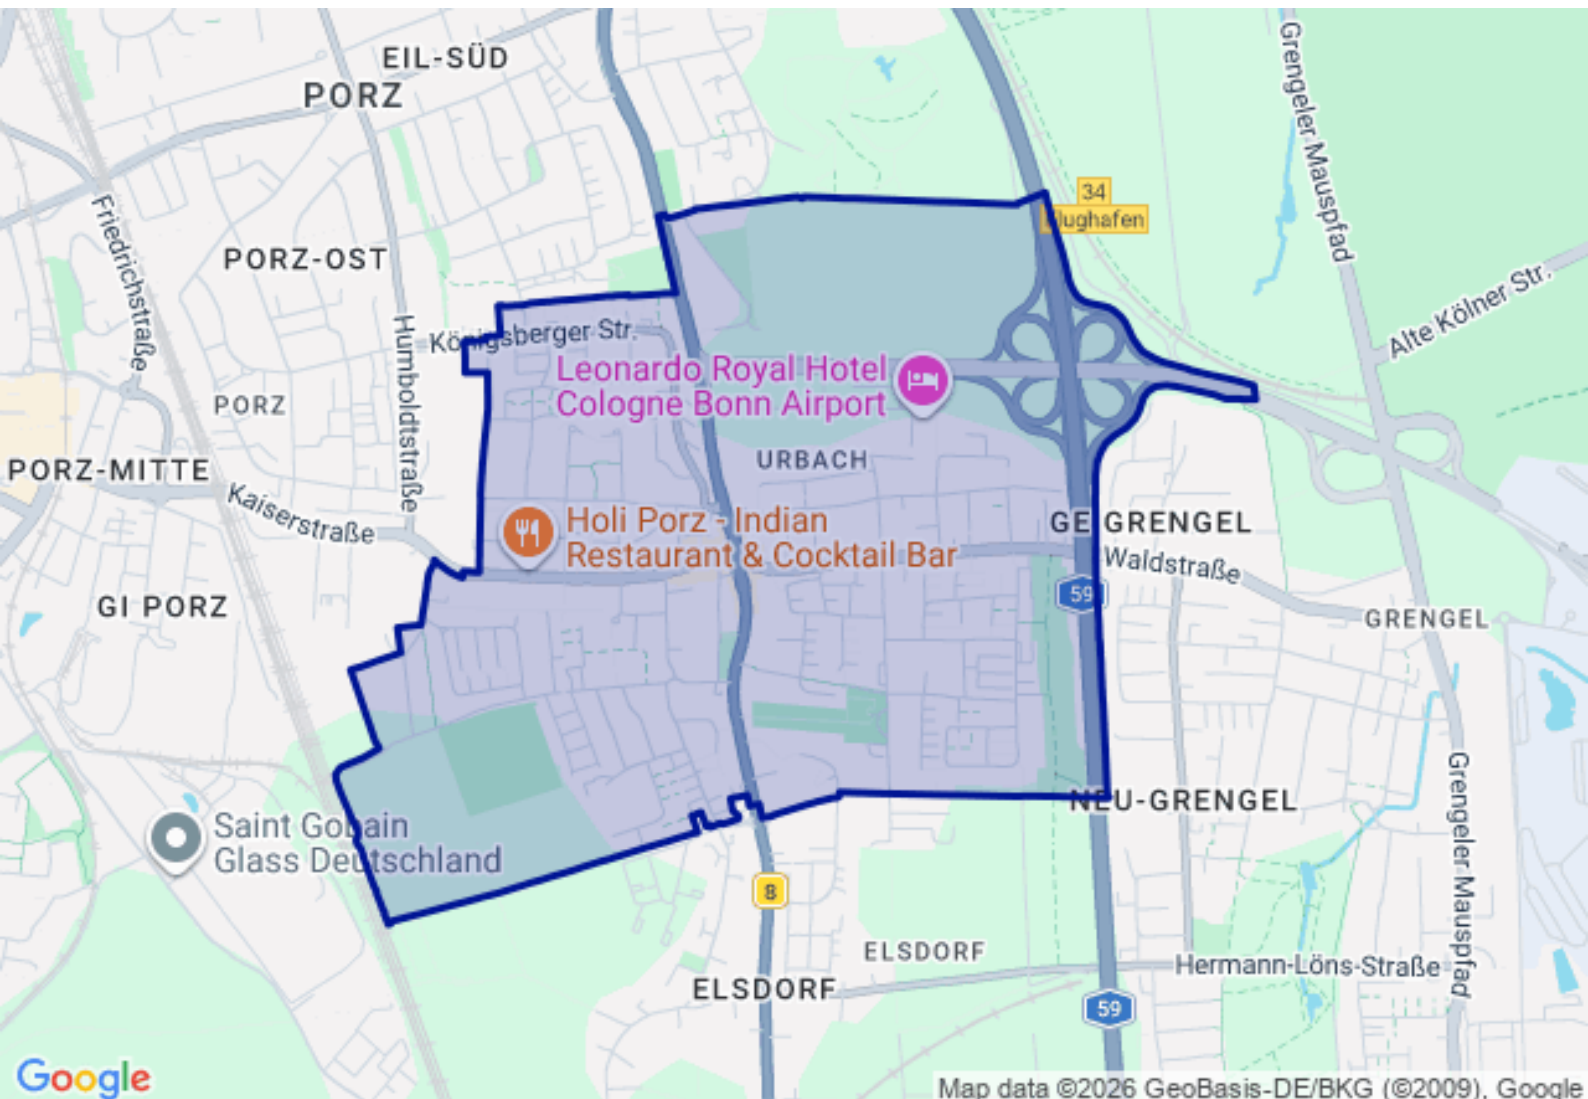 EIL-SÜD
PORZ
Grengeler Mauspfad
34
Flughafen
Friedrichstraße
PORZ-OST
Alte Kölner Str.
Humboldtstraße
Königsberger Str.
Leonardo Royal Hotel
Cologne Bonn Airport
PORZ
PORZ-MITTE
URBACH
Kaiserstraße
Holi Porz - Indian
Restaurant & Cocktail Bar
GE GRENGEL
Waldstraße
59
GI PORZ
GRENGEL
NEU-GRENGEL
Grengeler Mauspfad
Saint Gobain
Glass Deutschland
8
ELSDORF
ELSDORF
Hermann-Löns-Straße
59
Google
Map data ©2026 GeoBasis-DE/BKG (©2009), Google